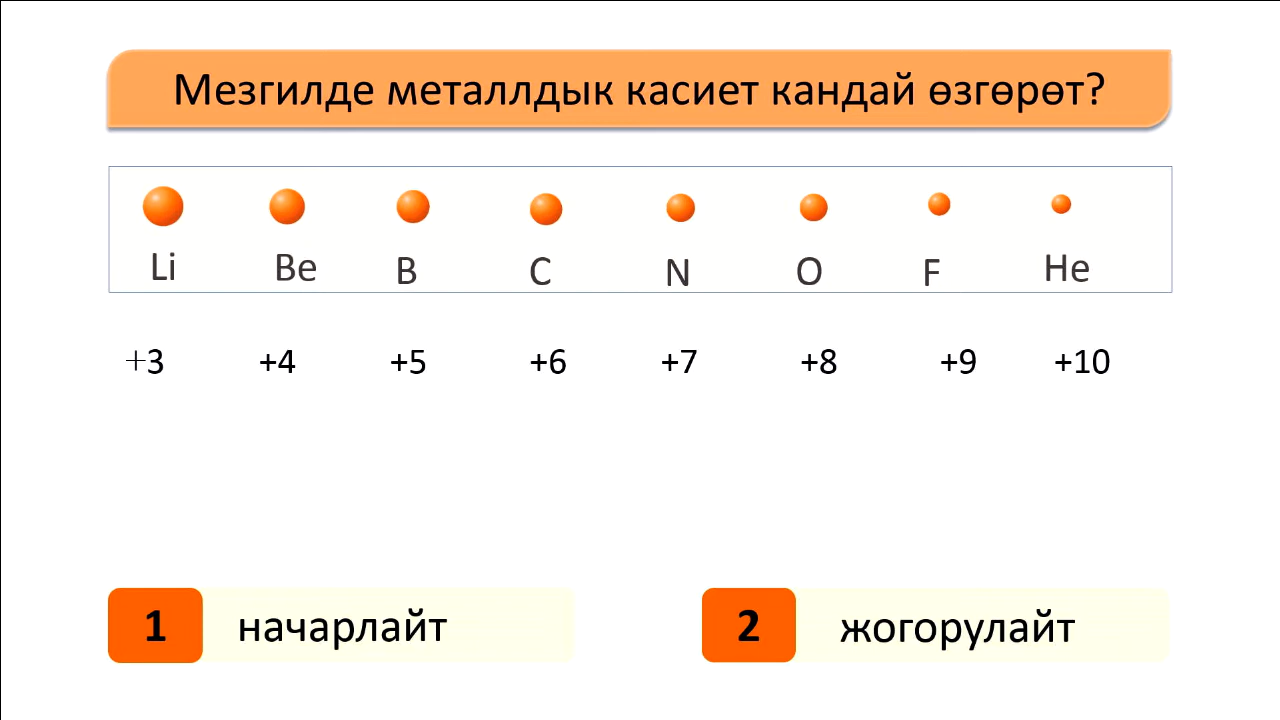 Мезгилде металлдык касиет кандай өзгөрөт?
Li Be B C N O F He
+3 +4 +5 +6 +7 +8 +9 +10
1 начарлайт
2 жогорулайт